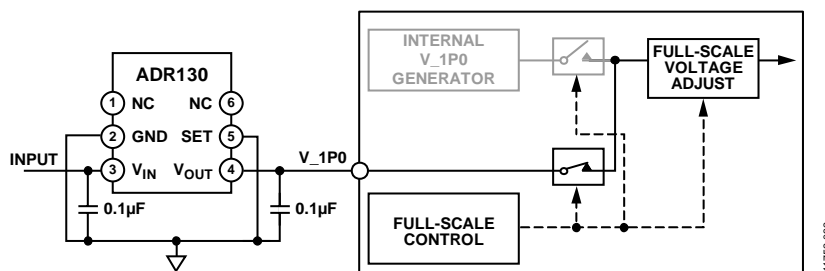 INTERNAL
V_1P0
GENERATOR
FULL-SCALE
VOLTAGE
ADJUST
ADR130
1 NC
NC 6
2 GND
SET 5
INPUT
3 VIN
VOUT 4
V_1P0
0.1µF
0.1µF
FULL-SCALE
CONTROL